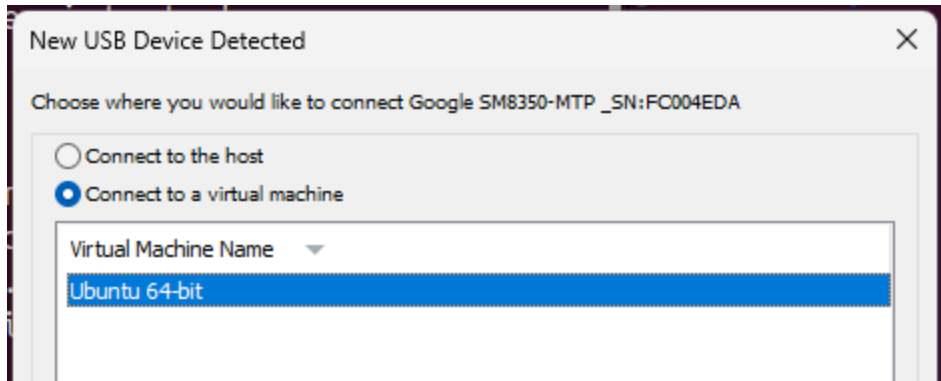 New USB Device Detected
Choose where you would like to connect Google SM8350-MTP _SN:FC004EDA
Connect to the host
Connect to a virtual machine
Virtual Machine Name
Ubuntu 64-bit